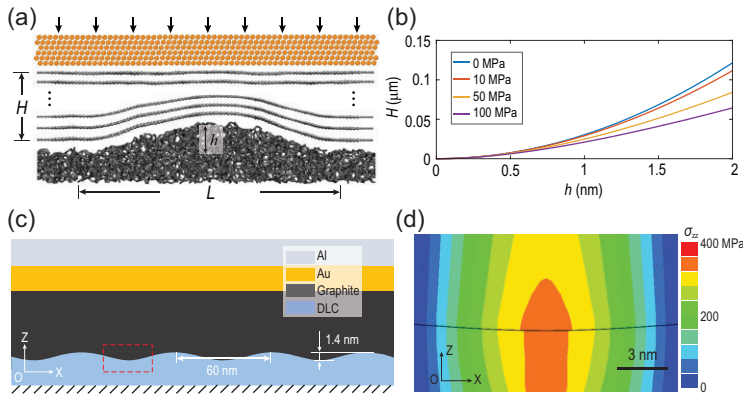 (a)
H
h
L
(b)
H (μm)
0.15
0.1
0.05
0
0 MPa
10 MPa
50 MPa
100 MPa
0
0.5
1
1.5
2
h (nm)
(c)
Al
Au
Graphite
DLC
Z
O
X
60 nm
1.4 nm
(d)
σzz
400 MPa
200
0
Z
O
X
3 nm